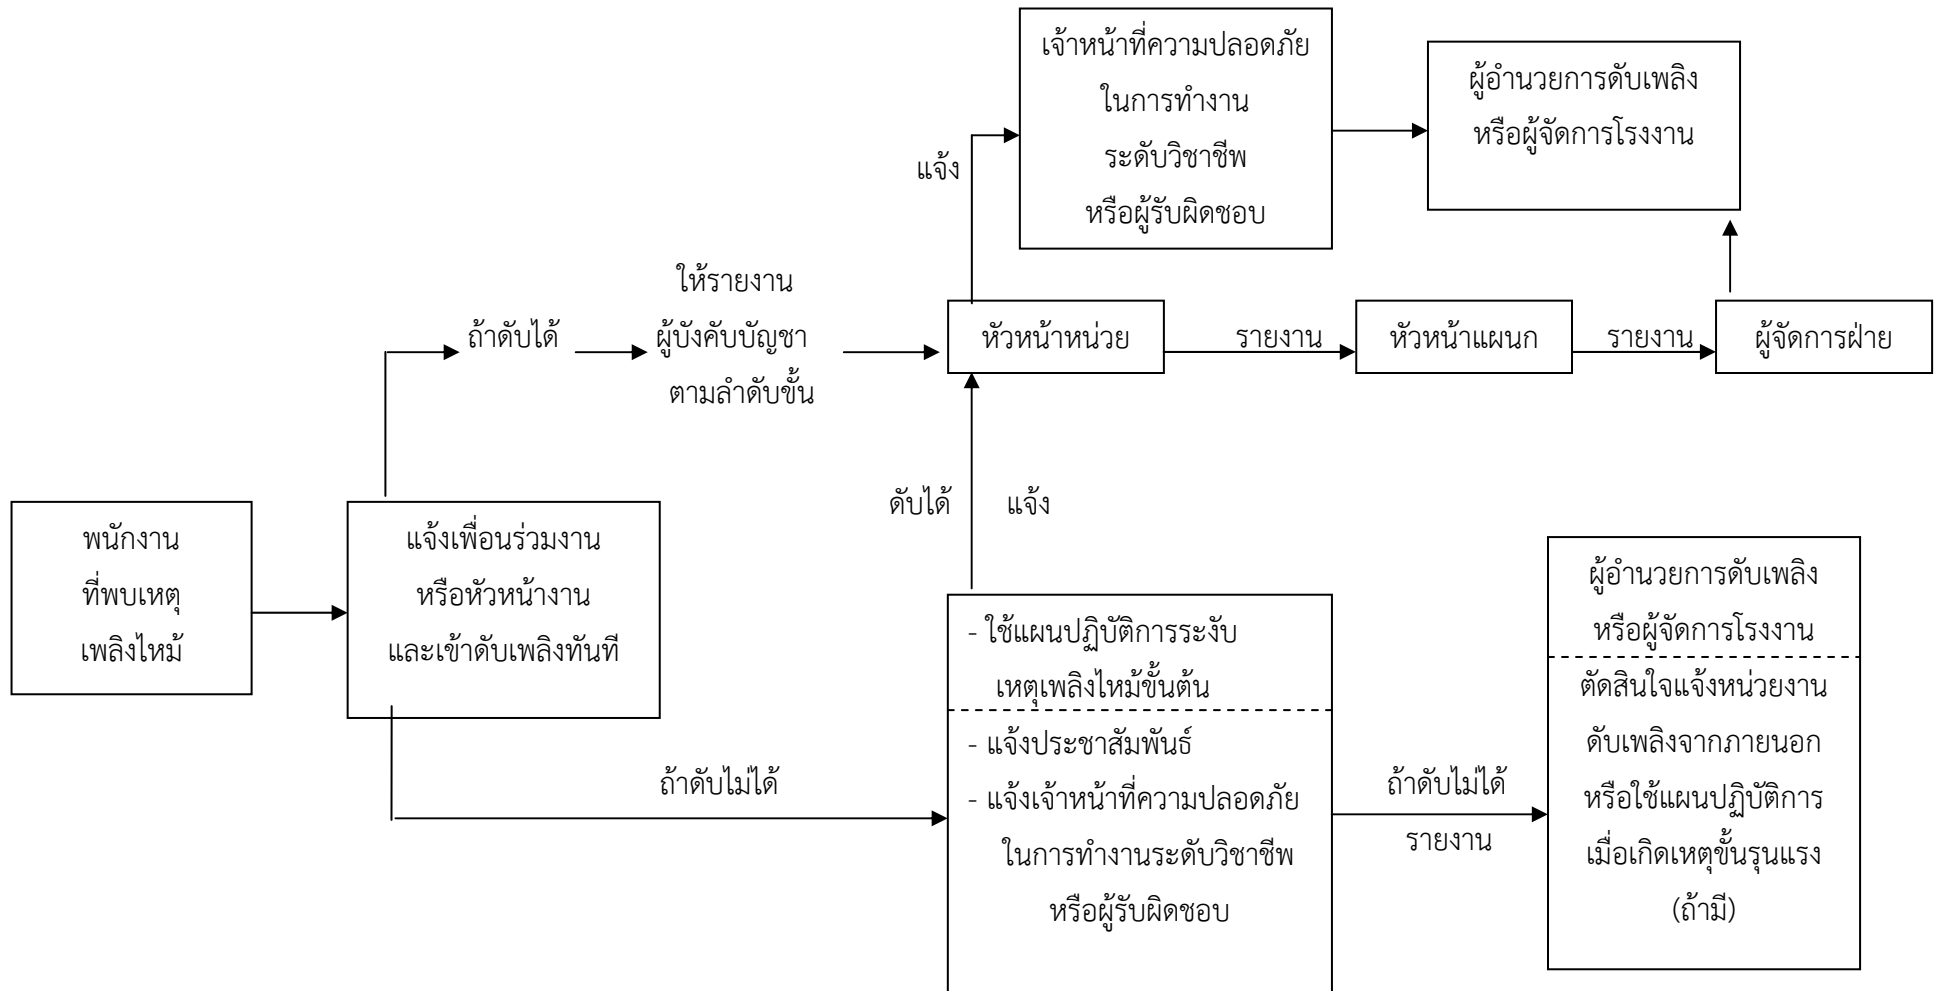 เจ้าหน้าที่ความปลอดภัย
ในการทำงาน
ระดับวิชาชีพ
หรือผู้รับผิดชอบ
ผู้อำนวยการดับเพลิง
หรือผู้จัดการโรงงาน
แจ้ง
ให้รายงาน
ผู้บังคับบัญชา
ตามลำดับขั้น
ถ้าดับได้
หัวหน้าหน่วย
รายงาน
หัวหน้าแผนก
รายงาน
ผู้จัดการฝ่าย
ดับได้
แจ้ง
พนักงาน
ที่พบเหตุ
เพลิงไหม้
แจ้งเพื่อนร่วมงาน
หรือหัวหน้างาน
และเข้าดับเพลิงทันที
ถ้าดับไม่ได้
- ใช้แผนปฏิบัติการระงับ
เหตุเพลิงไหม้ขั้นต้น
- แจ้งประชาสัมพันธ์
- แจ้งเจ้าหน้าที่ความปลอดภัย
ในการทำงานระดับวิชาชีพ
หรือผู้รับผิดชอบ
ถ้าดับไม่ได้
รายงาน
ผู้อำนวยการดับเพลิง
หรือผู้จัดการโรงงาน
ตัดสินใจแจ้งหน่วยงาน
ดับเพลิงจากภายนอก
หรือใช้แผนปฏิบัติการ
เมื่อเกิดเหตุขั้นรุนแรง
(ถ้ามี)